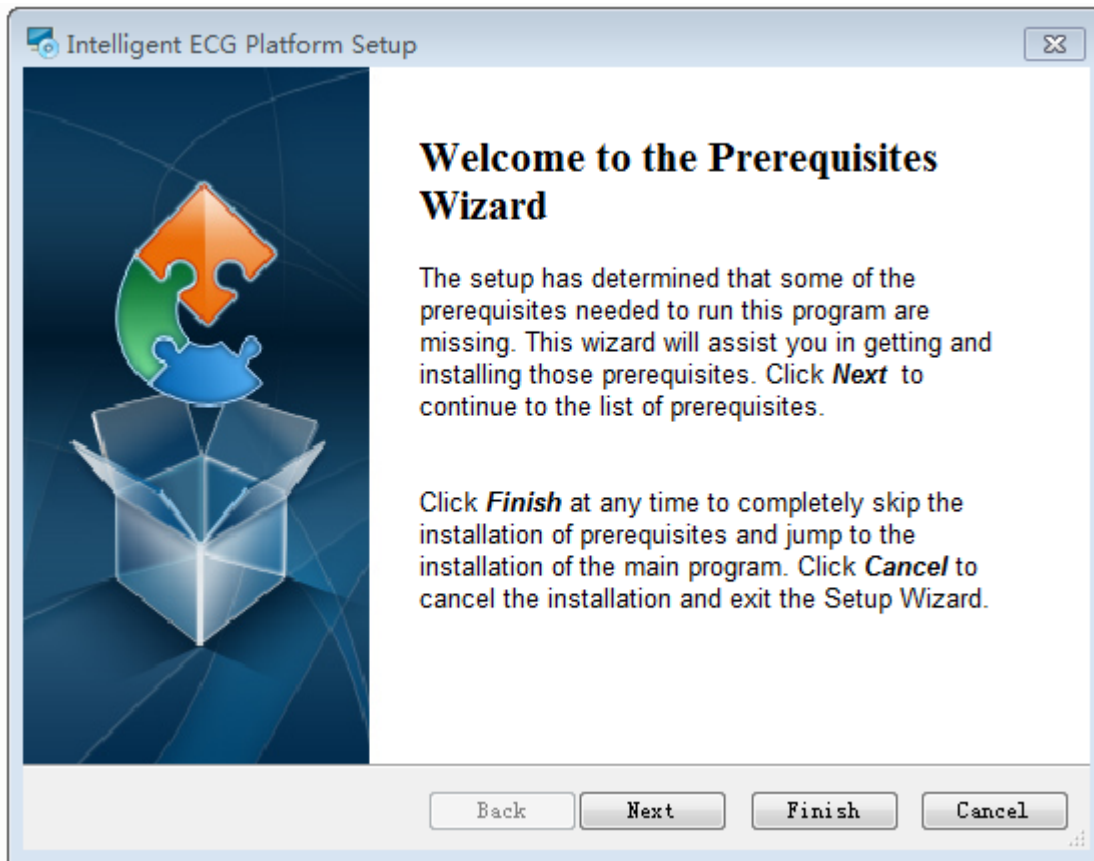 Intelligent ECG Platform Setup
Welcome to the Prerequisites
Wizard
The setup has determined that some of the
prerequisites needed to run this program are
missing. This wizard will assist you in getting and
installing those prerequisites. Click Next to
continue to the list of prerequisites.
Click Finish at any time to completely skip the
installation of prerequisites and jump to the
installation of the main program. Click Cancel to
cancel the installation and exit the Setup Wizard.
Back Next Finish Cancel